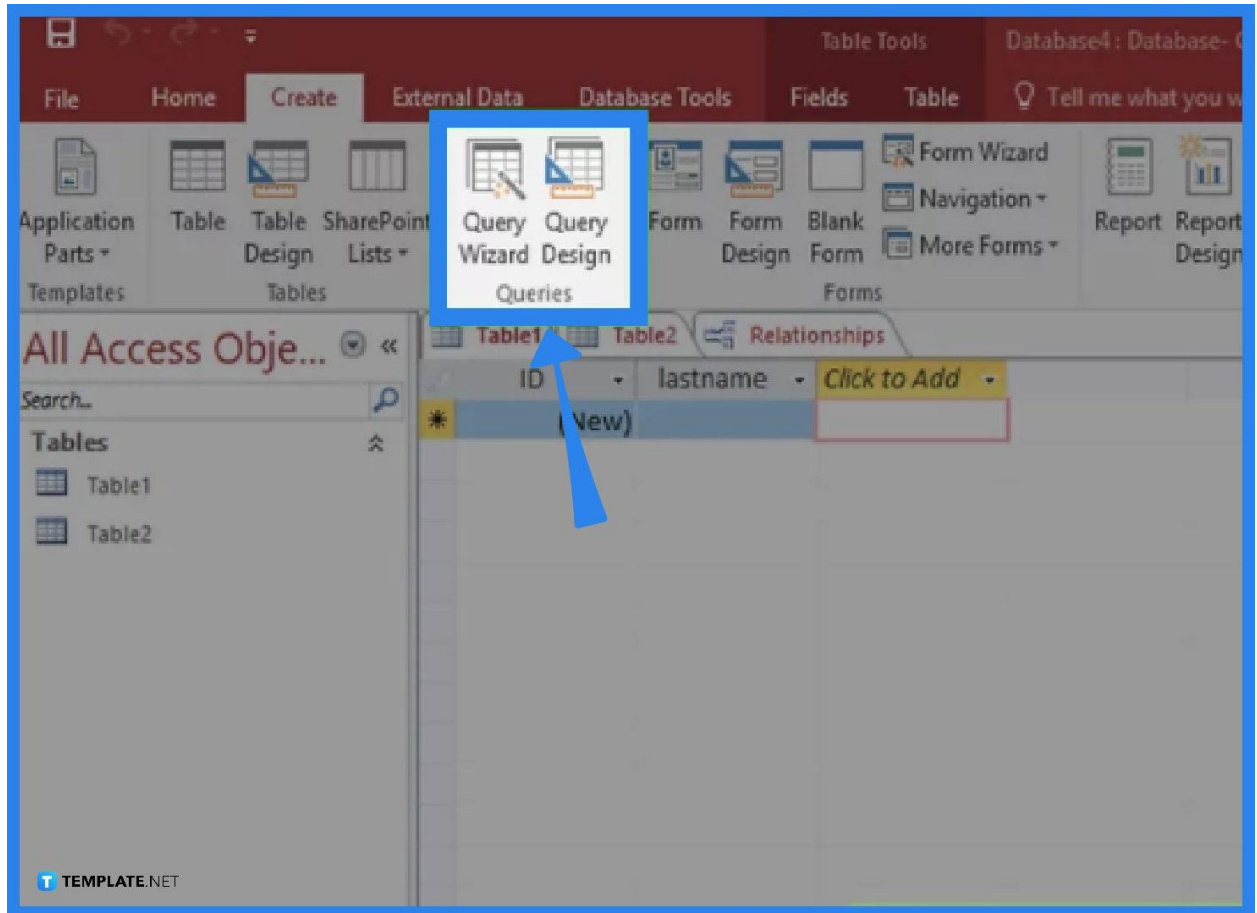 Table Tools Database4 : Database-
File Home Create External Data Database Tools Fields Table Tell me what you w
Application Parts
Table
Table Design
SharePoint Lists
Query Wizard
Query Design
Form
Form Design
Blank Form
Form Wizard
Navigation
More Forms
Report
Report Design
Templates Tables Queries Forms
All Access Obje... «
Search...
Tables
Table1
Table2
Table1 Table2 Relationships
ID lastname Click to Add
(New)
T TEMPLATE.NET